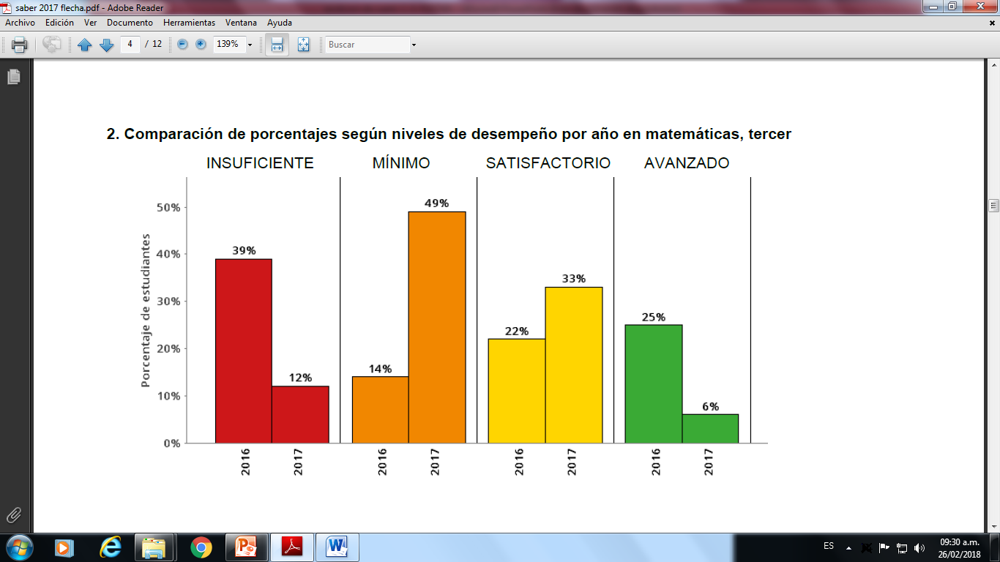 saber 2017 flecha.pdf - Adobe Reader
Archivo Edición Ver Documento Herramientas Ventana Ayuda
4 / 12 139% Buscar
2. Comparación de porcentajes según niveles de desempeño por año en matemáticas, tercer
INSUFICIENTE MÍNIMO SATISFACTORIO AVANZADO
Porcentaje de estudiantes
50%
40%
30%
20%
10%
0%
39% 12% 14% 49% 22% 33% 25% 6%
2016 2017 2016 2017 2016 2017 2016 2017
ES 09:30 a.m.
26/02/2018